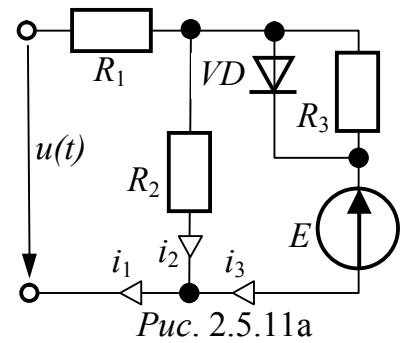 R₁
VD
R₃
u(t)
R₂
E
i₁
i₂
i₃
Рис. 2.5.11а